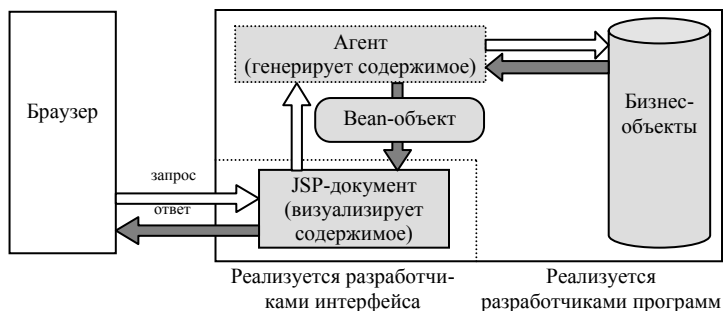 Агент
(генерирует содержимое)
Браузер
Bean-объект
Бизнес-
объекты
запрос
ответ
JSP-документ
(визуализирует
содержимое)
Реализуется разработчи-
ками интерфейса
Реализуется
разработчиками программ